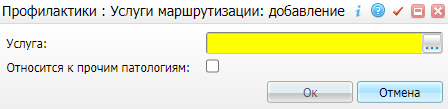 Профилактики : Услуги маршрутизации: добавление
Услуга:
...
Относится к прочим патологиям:
Ок Отмена